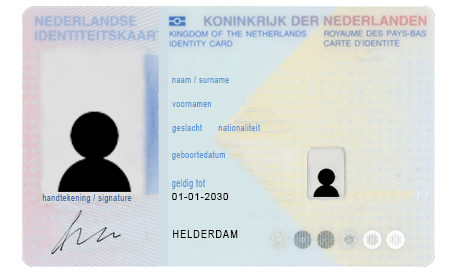 NEDERLANDSE
IDENTITEITSKAART
KONINKRIJK DER NEDERLANDEN
KINGDOM OF THE NETHERLANDS
IDENTITY CARD
ROYAUME DES PAYS-BAS
CARTE D'IDENTITÉ
naam / surname
voornamen
geslacht nationaliteit
geboortedatum
geldig tot
01-01-2030
handtekening / signature
HELDERDAM